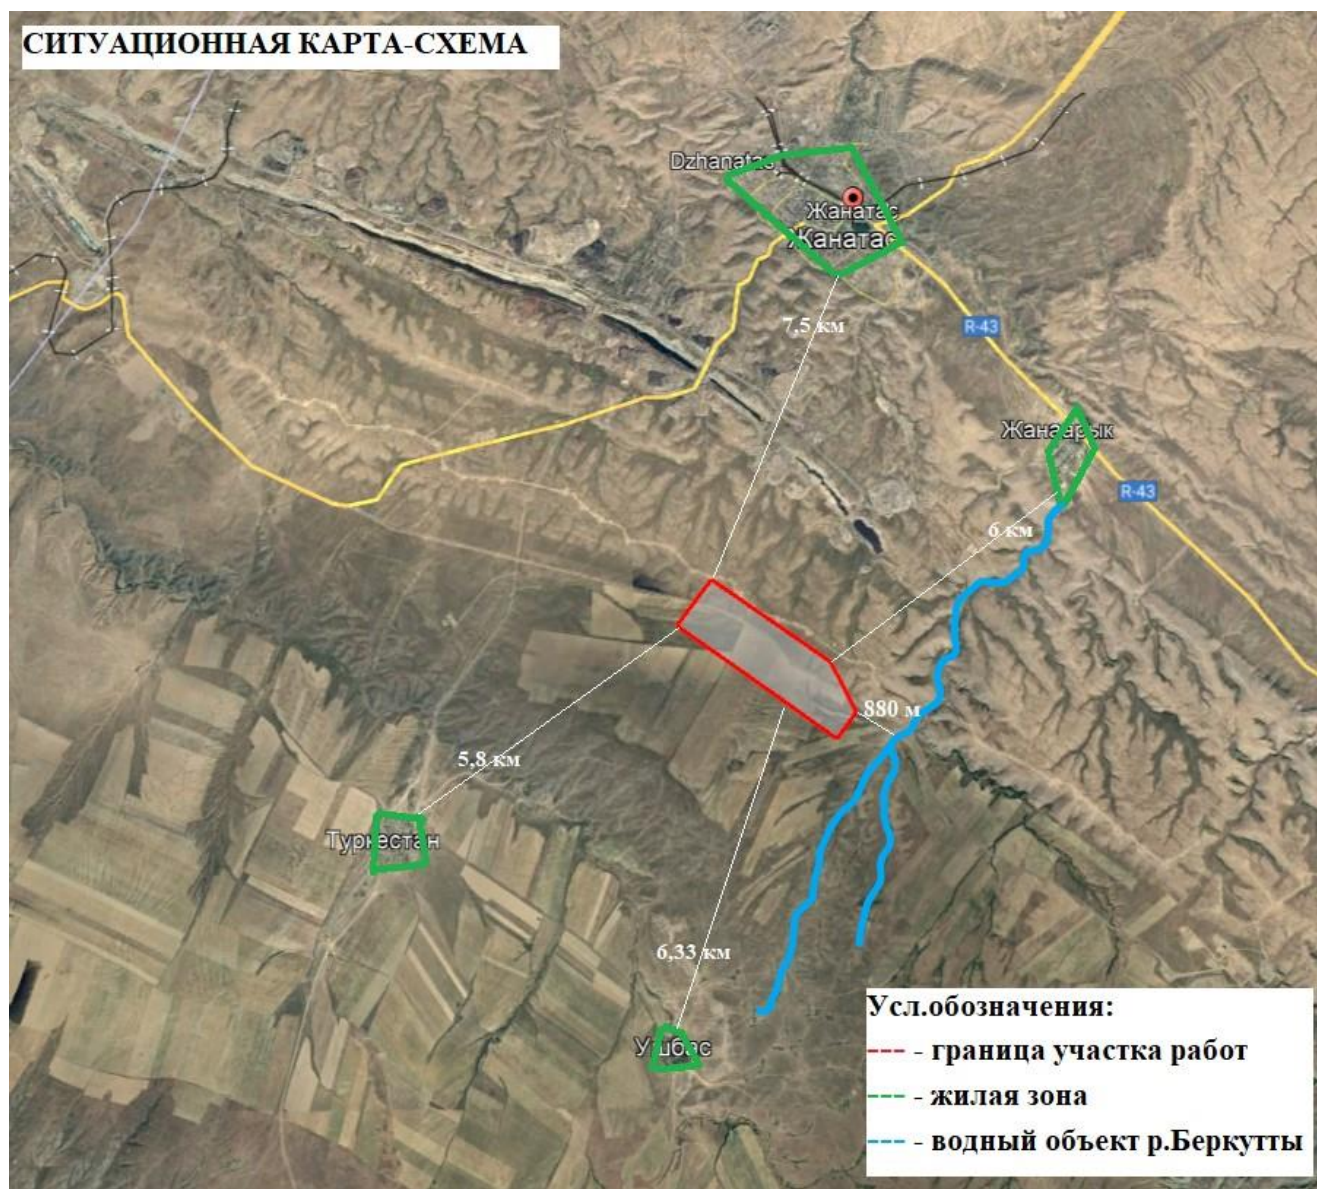 СИТУАЦИОННАЯ КАРТА-СХЕМА
Dzhanatas
Жанатас
Жанатас
7,5 км
R-43
Жанаарык
R-43
6 км
880 м
5,8 км
Туркестан
6,33 км
Ушбас
Усл.обозначения:
--- - граница участка работ
--- - жилая зона
--- - водный объект р.Беркутты